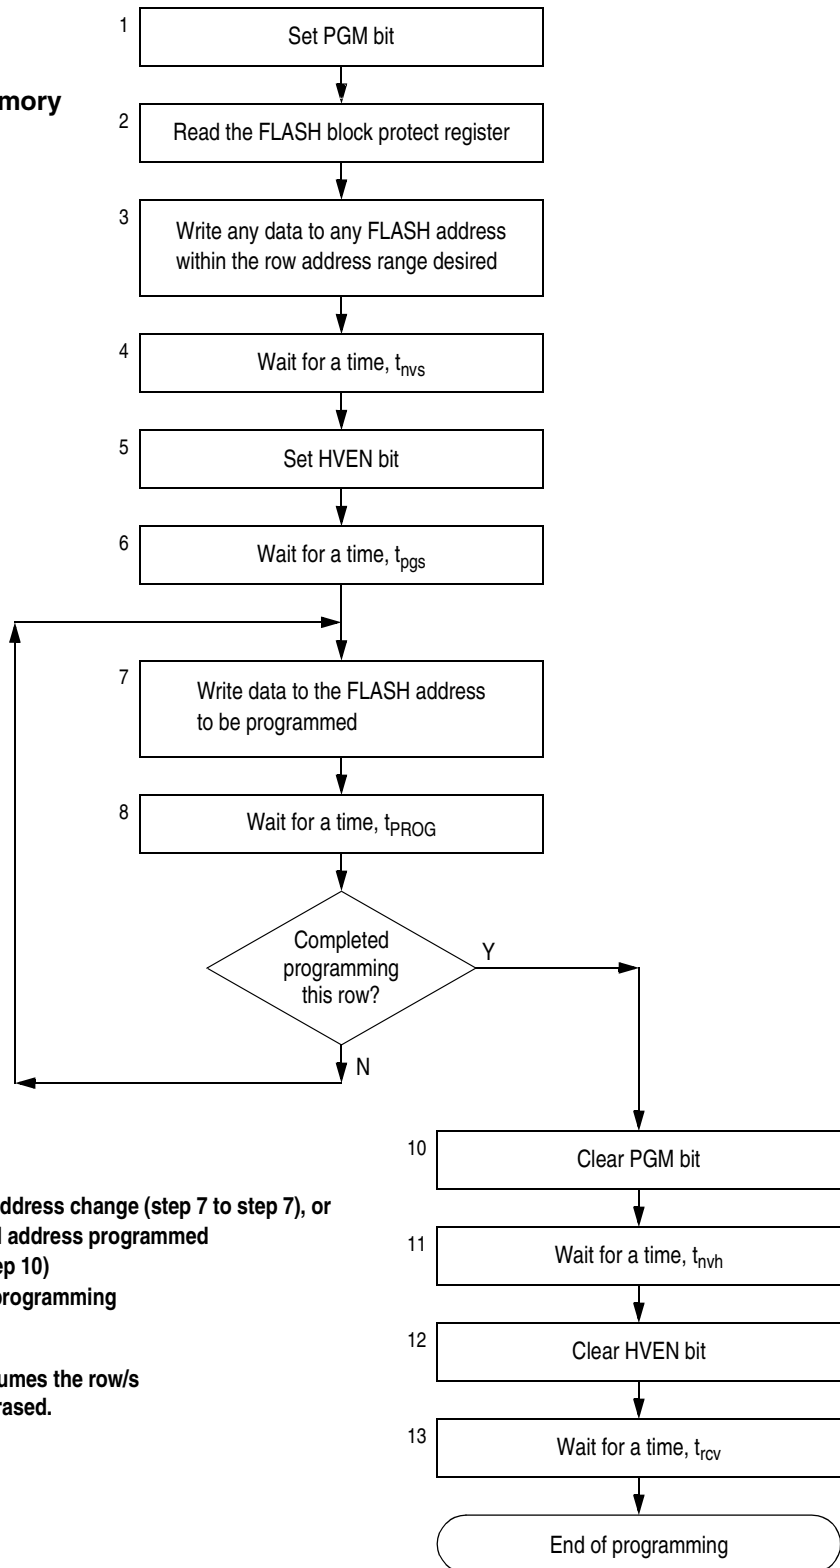 1
Set PGM bit
mory
2
Read the FLASH block protect register
3
Write any data to any FLASH address
within the row address range desired
4
Wait for a time, tnvs
5
Set HVEN bit
6
Wait for a time, tpgs
7
Write data to the FLASH address
to be programmed
8
Wait for a time, tPROG
Completed
programming
this row?
Y
N
10
Clear PGM bit
ddress change (step 7 to step 7), or
address programmed
ep 10)
programming
11
Wait for a time, tnvh
12
Clear HVEN bit
umes the row/s
rased.
13
Wait for a time, trcv
End of programming